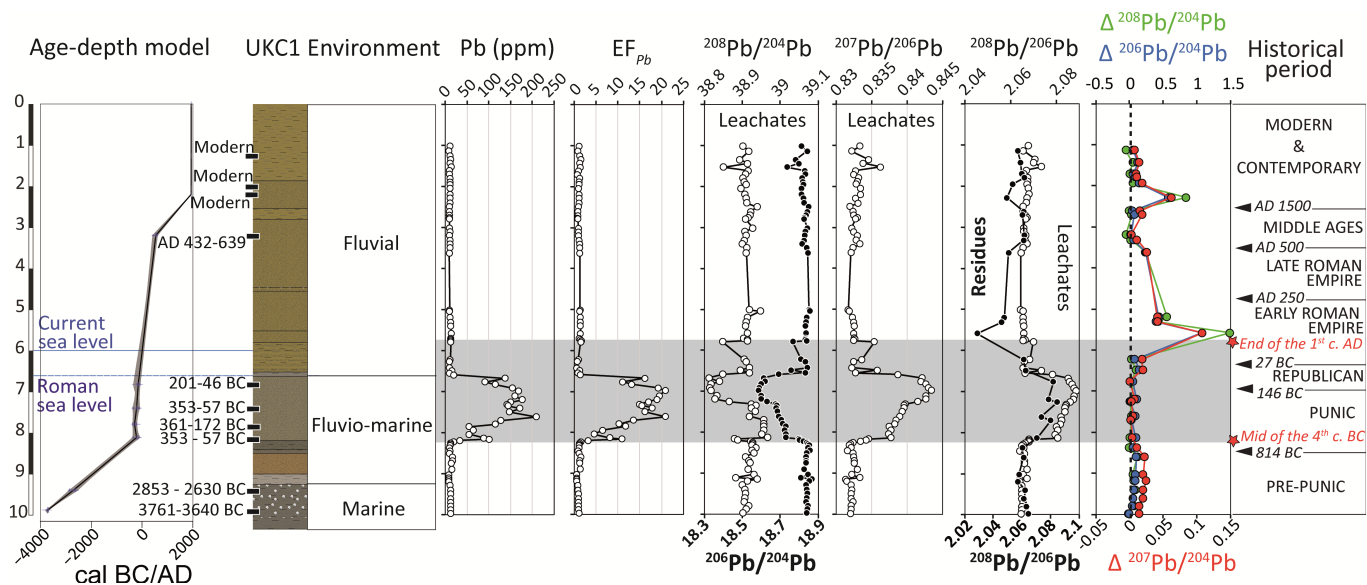 Δ 208Pb/204Pb
Age-depth model UKC1 Environment Pb (ppm) EFPb 208Pb/204Pb 207Pb/206Pb 208Pb/206Pb Δ 206Pb/204Pb Historical period
0 50 100 150 200 250
0 5 10 15 20 25
38.8 38.9 39 39.1
0.83 0.835 0.84 0.845
2.04 2.06 2.08
-0.5 0 0.5 1 1.5
0
1
2
3
4
5
6
7
8
9
10
Modern
Modern
Modern
AD 432-639
Current
sea level
Roman
sea level
201-46 BC
353-57 BC
361-172 BC
353 - 57 BC
2853 - 2630 BC
3761-3640 BC
-4000 -2000 0 2000
cal BC/AD
Fluvial
Fluvio-marine
Marine
Leachates
Leachates
Residues
Leachates
18.3 18.5 18.7 18.9
206Pb/204Pb
2.02 2.04 2.06 2.08 2.1
208Pb/206Pb
-0.05 0 0.05 0.1 0.15
Δ 207Pb/204Pb
MODERN
&
CONTEMPORARY
AD 1500
MIDDLE AGES
AD 500
LATE ROMAN
EMPIRE
AD 250
EARLY ROMAN
EMPIRE
End of the 1st c. AD
27 BC
REPUBLICAN
146 BC
PUNIC
Mid of the 4th c. BC
814 BC
PRE-PUNIC